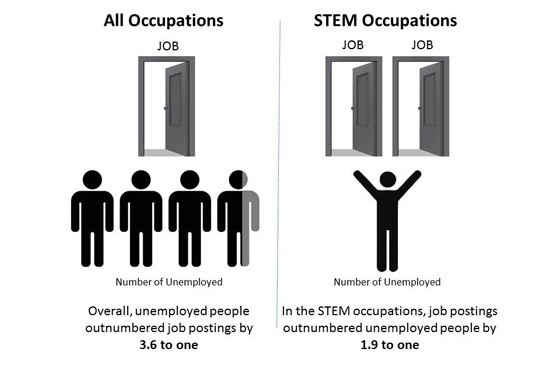 All Occupations
JOB
Number of Unemployed
Overall, unemployed people
outnumbered job postings by
3.6 to one
STEM Occupations
JOB JOB
Number of Unemployed
In the STEM occupations, job postings
outnumbered unemployed people by
1.9 to one